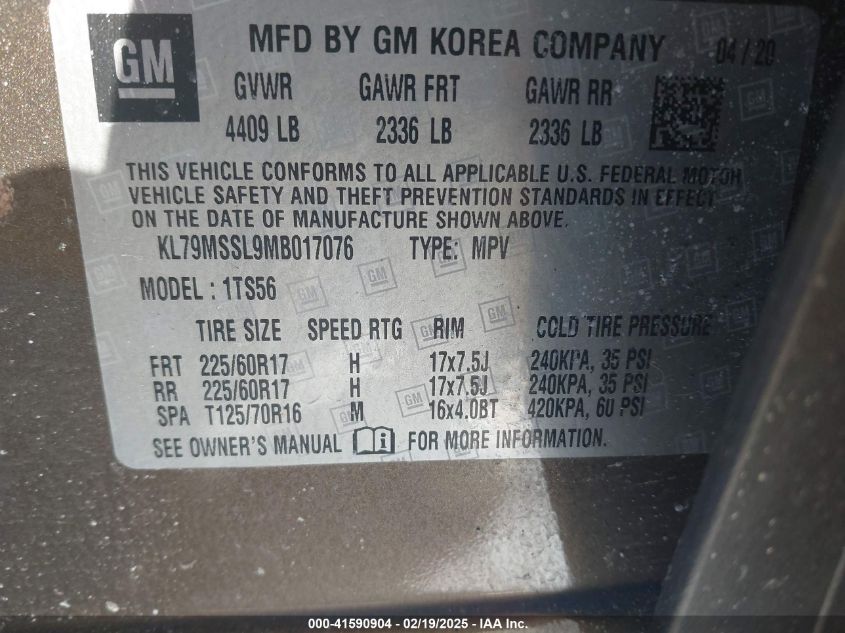 GM MFD BY GM KOREA COMPANY 04/20
GVWR GAWR FRT GAWR RR
4409 LB 2336 LB 2336 LB
THIS VEHICLE CONFORMS TO ALL APPLICABLE U.S. FEDERAL MOTOR
VEHICLE SAFETY AND THEFT PREVENTION STANDARDS IN EFFECT
ON THE DATE OF MANUFACTURE SHOWN ABOVE.
KL79MSSL9MB017076 TYPE: MPV
MODEL : 1TS56
TIRE SIZE SPEED RTG RIM COLD TIRE PRESSURE
FRT 225/60R17 H 17x7.5J 240KPA, 35 PSI
RR 225/60R17 H 17x7.5J 240KPA, 35 PSI
SPA T125/70R16 M 16x4.0BT 420KPA, 60 PSI
SEE OWNER'S MANUAL i FOR MORE INFORMATION.
000-41590904 - 02/19/2025 - IAA Inc.